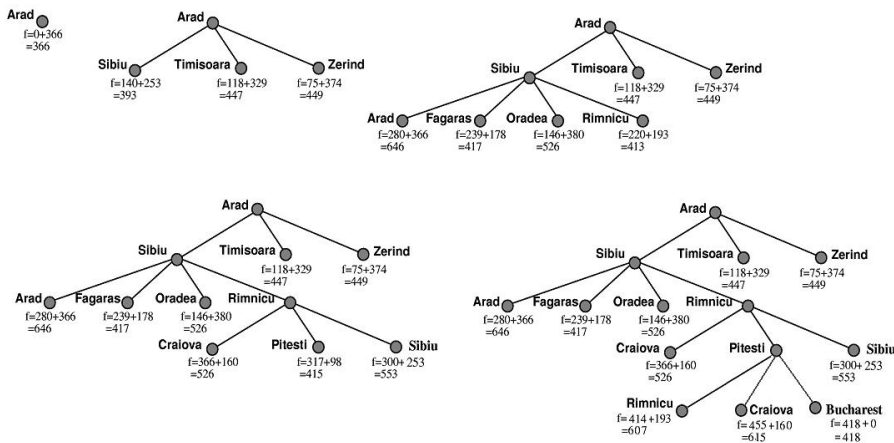 Arad
f=0+366
=366
Arad
Sibiu
f=140+253
=393
Timisoara
f=118+329
=447
Zerind
f=75+374
=449
Arad
Sibiu
Timisoara
f=118+329
=447
Zerind
f=75+374
=449
Arad
f=280+366
=646
Fagaras
f=239+178
=417
Oradea
f=146+380
=526
Rimnicu
f=220+193
=413
Arad
Sibiu
Timisoara
f=118+329
=447
Zerind
f=75+374
=449
Arad
f=280+366
=646
Fagaras
f=239+178
=417
Oradea
f=146+380
=526
Rimnicu
Craiova
f=366+160
=526
Pitesti
f=317+98
=415
Sibiu
f=300+ 253
=553
Arad
Sibiu
Timisoara
f=118+329
=447
Zerind
f=75+374
=449
Arad
f=280+366
=646
Fagaras
f=239+178
=417
Oradea
f=146+380
=526
Rimnicu
Craiova
f=366+160
=526
Pitesti
Sibiu
f=300+ 253
=553
Rimnicu
f= 414+193
=607
Craiova
f= 455+160
=615
Bucharest
f= 418+ 0
=418